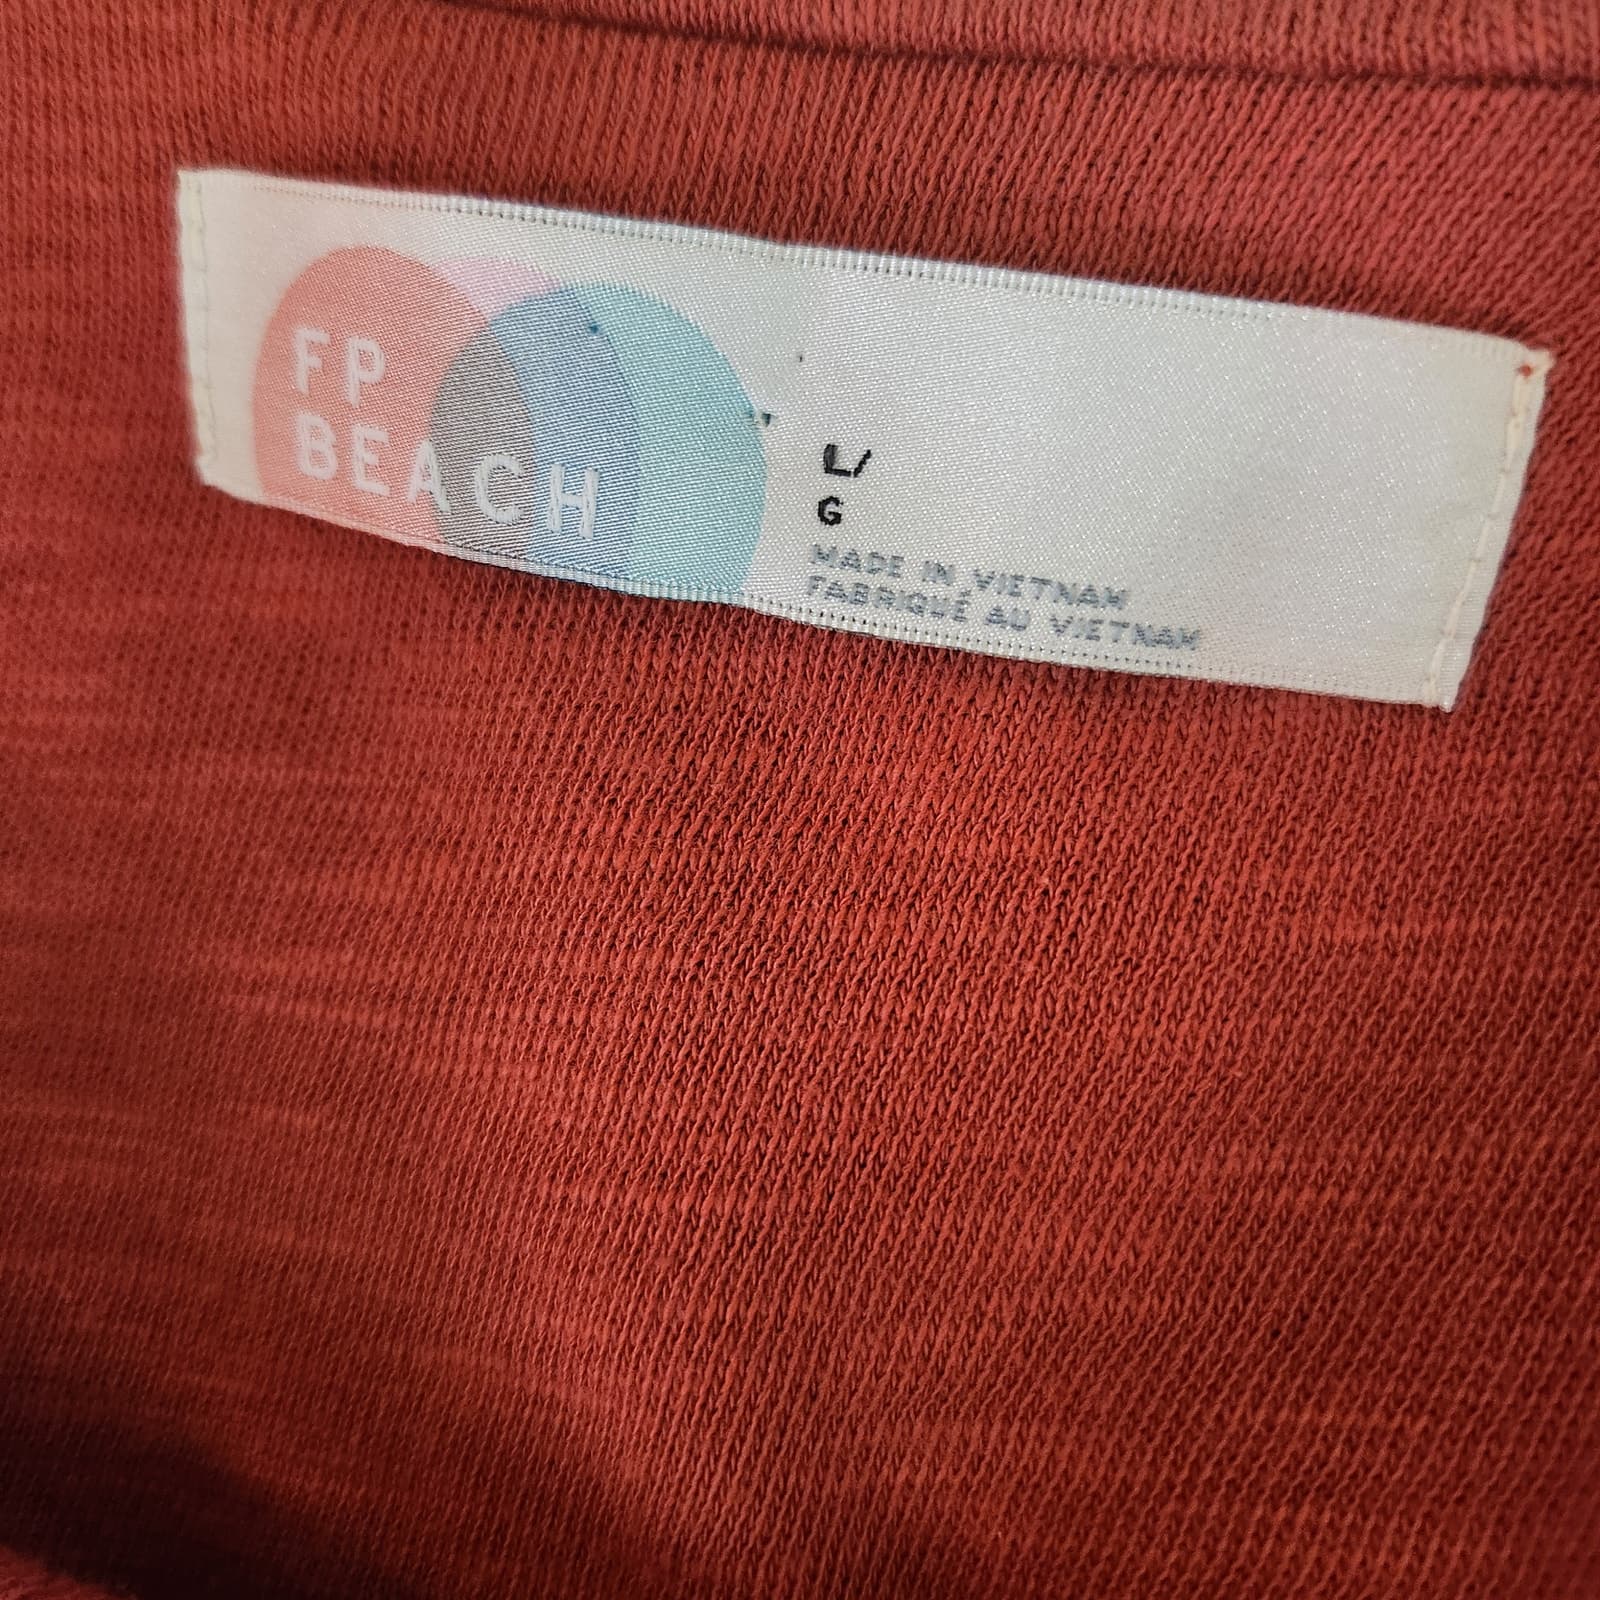 FP
BEACH
L/
G
MADE IN VIETNAM
FABRIQUÉ AU VIETNAM